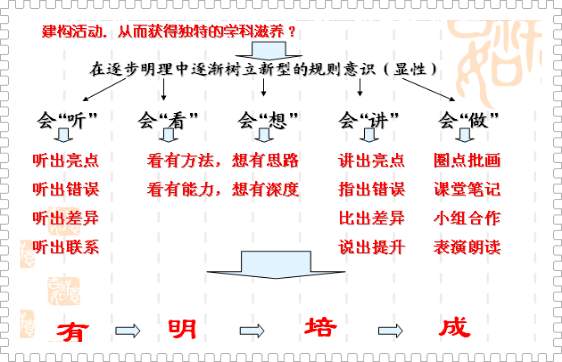 建构活动，从而获得独特的学科滋养？
在逐步明理中逐渐树立新型的规则意识（显性）
会“听” 会“看” 会“想” 会“讲” 会“做”
听出亮点 看有方法，想有思路 讲出亮点 圈点批画
听出错误 看有能力，想有深度 指出错误 课堂笔记
听出差异 比出差异 小组合作
听出联系 说出提升 表演朗读
有 明 培 成